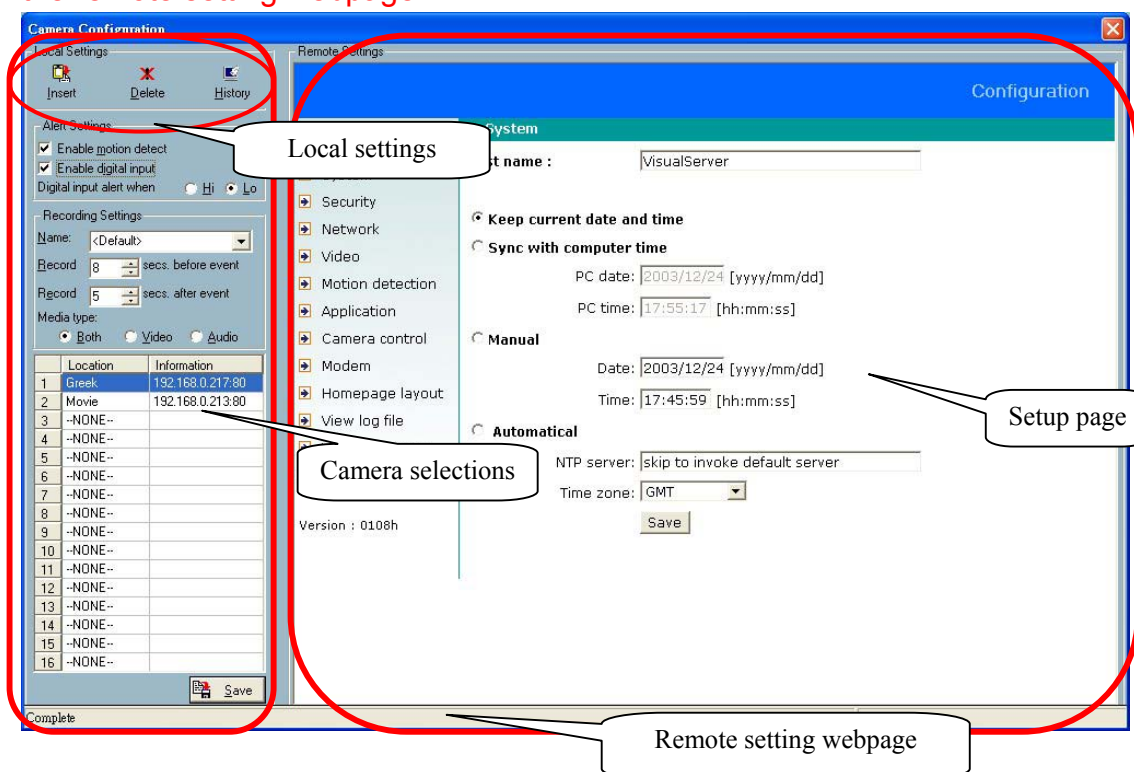 Camera Configuration
Local Settings
Insert Delete History
Alert Settings
Enable motion detect
Enable digital input
Digital input alert when Hi Lo
Recording Settings
Name: <Default>
Record 8 secs. before event
Record 5 secs. after event
Media type:
Both Video Audio
Location Information
1 Greek 192.168.0.217:80
2 Movie 192.168.0.213:80
3 --NONE--
4 --NONE--
5 --NONE--
6 --NONE--
7 --NONE--
8 --NONE--
9 --NONE--
10 --NONE--
11 --NONE--
12 --NONE--
13 --NONE--
14 --NONE--
15 --NONE--
16 --NONE--
Save
Complete
Remote Settings
Configuration
Security
Network
Video
Motion detection
Application
Camera control
Modem
Homepage layout
View log file
Version : 0108h
System
name : VisualServer
Keep current date and time
Sync with computer time
PC date: 2003/12/24 [yyyy/mm/dd]
PC time: 17:55:17 [hh:mm:ss]
Manual
Date: 2003/12/24 [yyyy/mm/dd]
Time: 17:45:59 [hh:mm:ss]
Automatical
NTP server: skip to invoke default server
Time zone: GMT
Save
Local settings
Camera selections
Setup page
Remote setting webpage